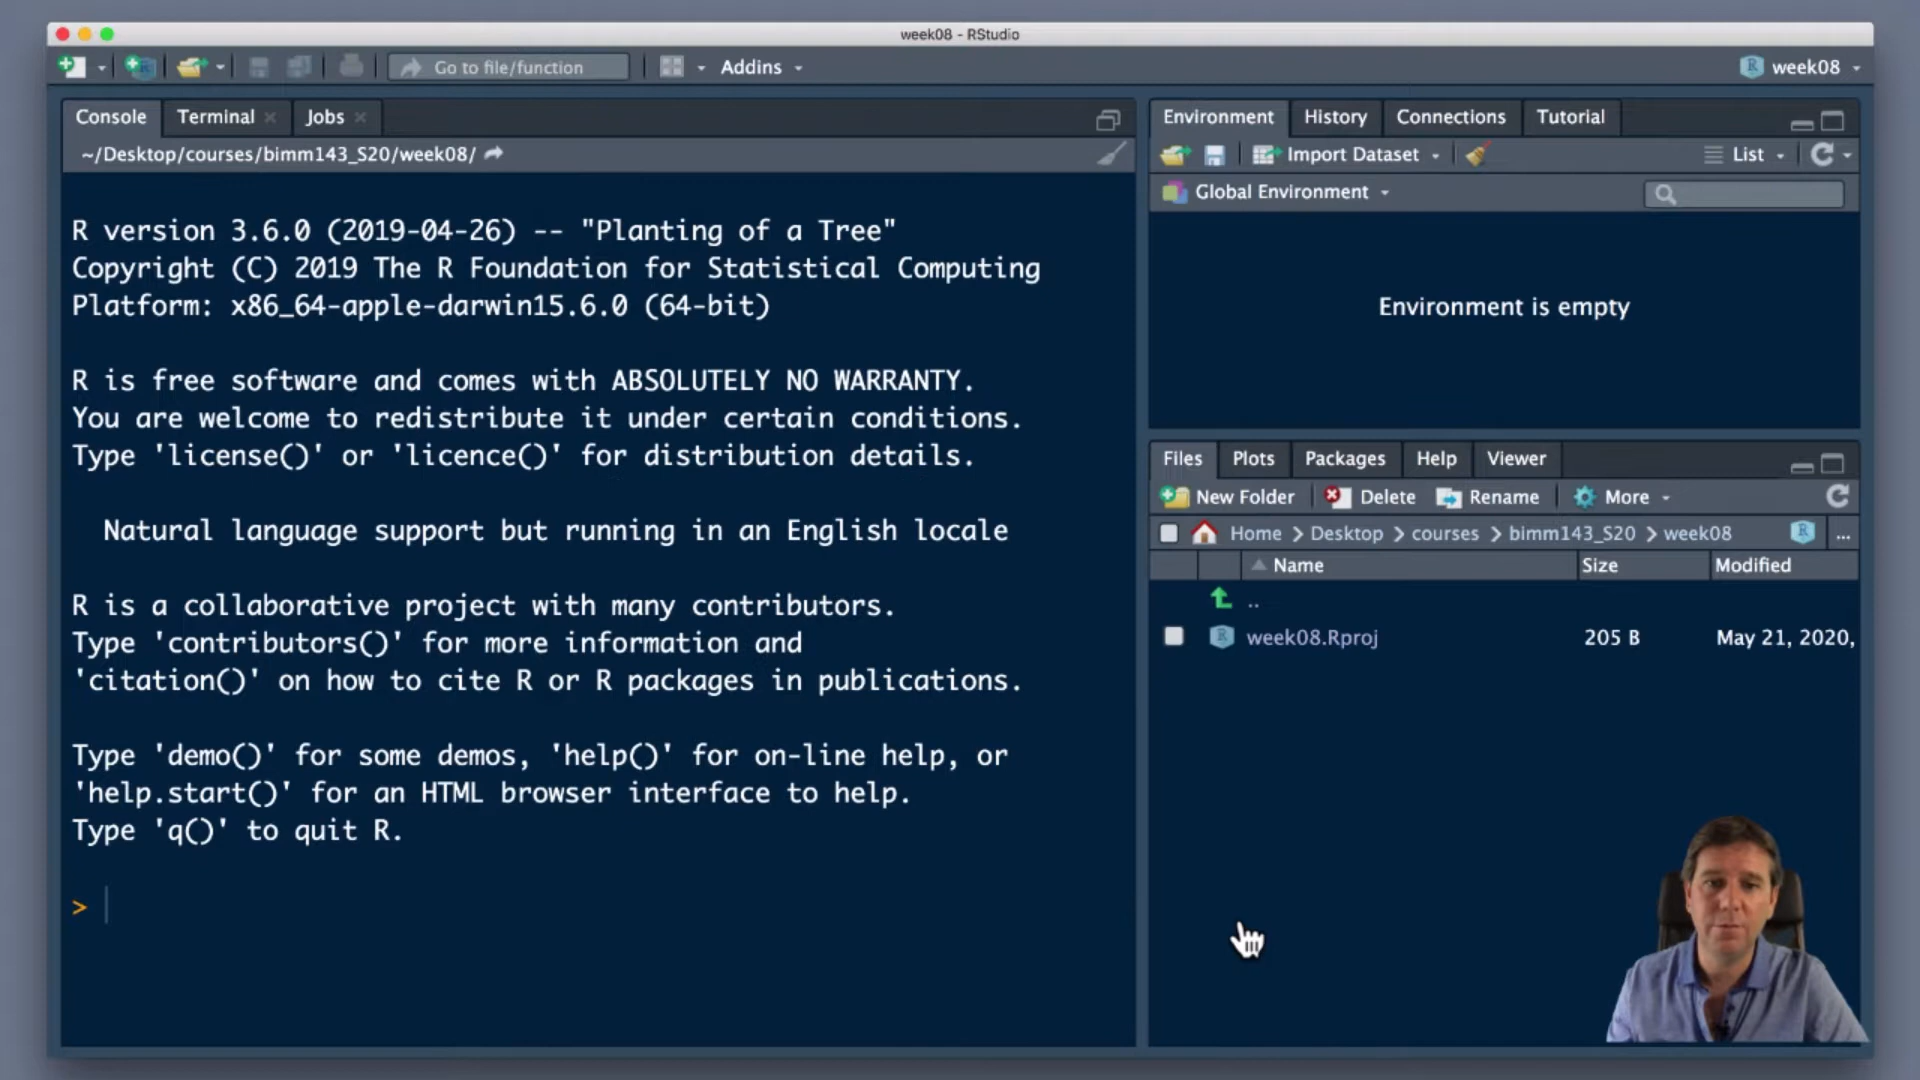 week08 - RStudio
Go to file/function
Addins
week08
Console
Terminal
Jobs
~/Desktop/courses/bimm143_S20/week08/
R version 3.6.0 (2019-04-26) -- "Planting of a Tree"
Copyright (C) 2019 The R Foundation for Statistical Computing
Platform: x86_64-apple-darwin15.6.0 (64-bit)
R is free software and comes with ABSOLUTELY NO WARRANTY.
You are welcome to redistribute it under certain conditions.
Type 'license()' or 'licence()' for distribution details.
Natural language support but running in an English locale
R is a collaborative project with many contributors.
Type 'contributors()' for more information and
'citation()' on how to cite R or R packages in publications.
Type 'demo()' for some demos, 'help()' for on-line help, or
'help.start()' for an HTML browser interface to help.
Type 'q()' to quit R.
>
Environment
History
Connections
Tutorial
Import Dataset
List
Global Environment
Environment is empty
Files
Plots
Packages
Help
Viewer
New Folder
Delete
Rename
More
Home > Desktop > courses > bimm143_S20 > week08
...
Name
Size
Modified
..
week08.Rproj
205 B
May 21, 2020,